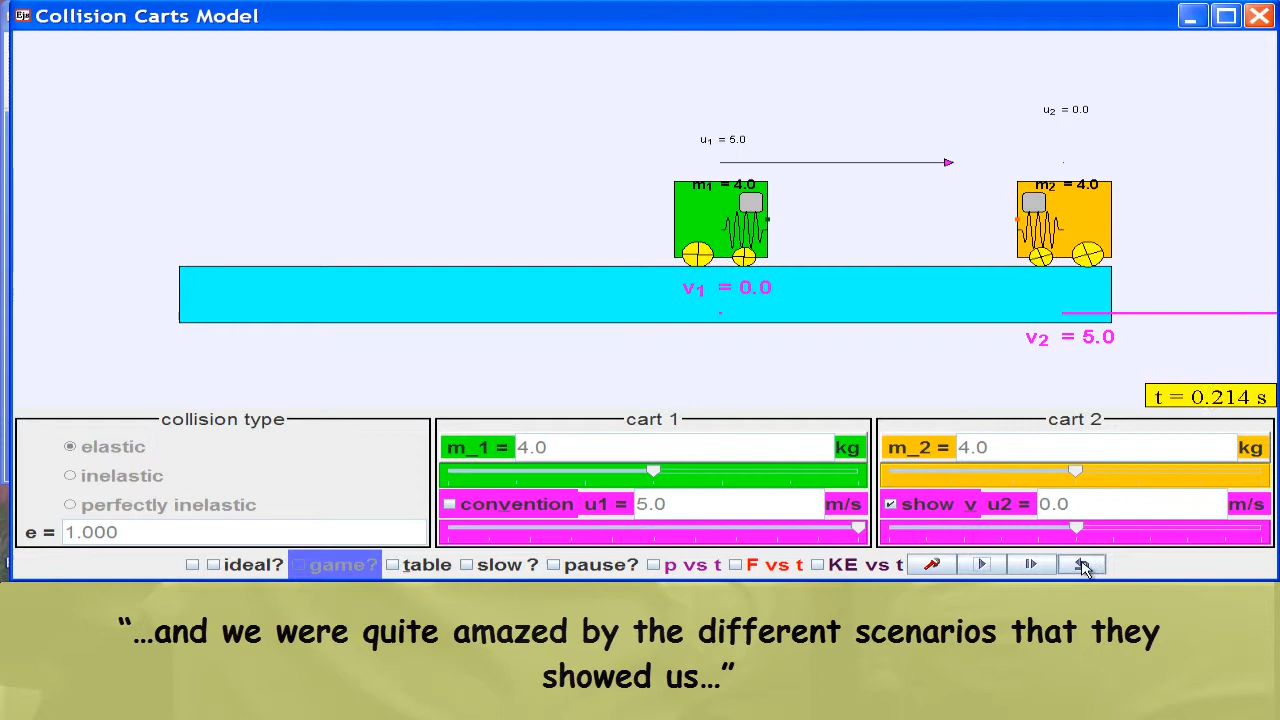 Ejs Collision Carts Model
u2 = 0.0
u1 = 5.0
m1 = 4.0
m2 = 4.0
v1 = 0.0
v2 = 5.0
t = 0.214 s
collision type
elastic
inelastic
perfectly inelastic
e = 1.000
cart 1
m_1 = 4.0 kg
convention u1 = 5.0 m/s
cart 2
m_2 = 4.0 kg
show v u2 = 0.0 m/s
ideal? game? table slow ? pause? p vs t F vs t KE vs t
“…and we were quite amazed by the different scenarios that they
showed us…”